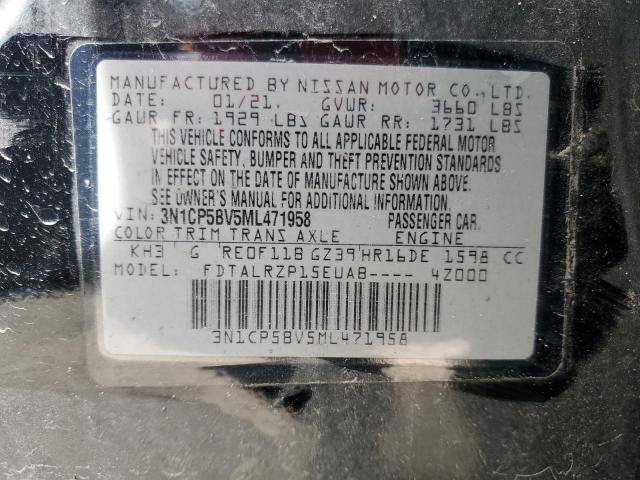 MANUFACTURED BY NISSAN MOTOR CO., LTD.
DATE: 01/21. GVWR: 3660 LBS
GAWR FR: 1929 LBS GAWR RR: 1731 LBS
THIS VEHICLE CONFORMS TO ALL APPLICABLE FEDERAL MOTOR
VEHICLE SAFETY, BUMPER AND THEFT PREVENTION STANDARDS
IN EFFECT ON THE DATE OF MANUFACTURE SHOWN ABOVE.
SEE OWNER'S MANUAL FOR ADDITIONAL INFORMATION.
VIN: 3N1CP5BV5ML471958 PASSENGER CAR.
COLOR TRIM TRANS AXLE ENGINE
KH3 G RE0F11B GZ39 HR16DE 1598 CC
MODEL FDTALRZP15EUAB---- 4Z000
3N1CP5BV5ML471958